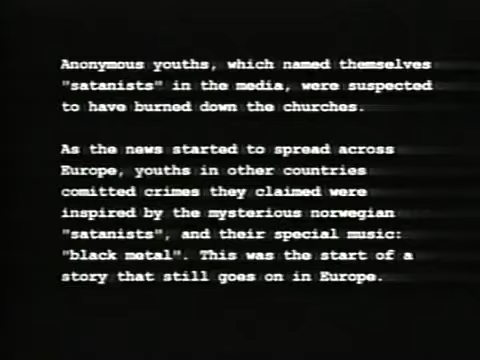 Anonymous youths, which named themselves
"satanists" in the media, were suspected
to have burned down the churches.
As the news started to spread across
Europe, youths in other countries
comitted crimes they claimed were
inspired by the mysterious norwegian
"satanists", and their special music:
"black metal". This was the start of a
story that still goes on in Europe.